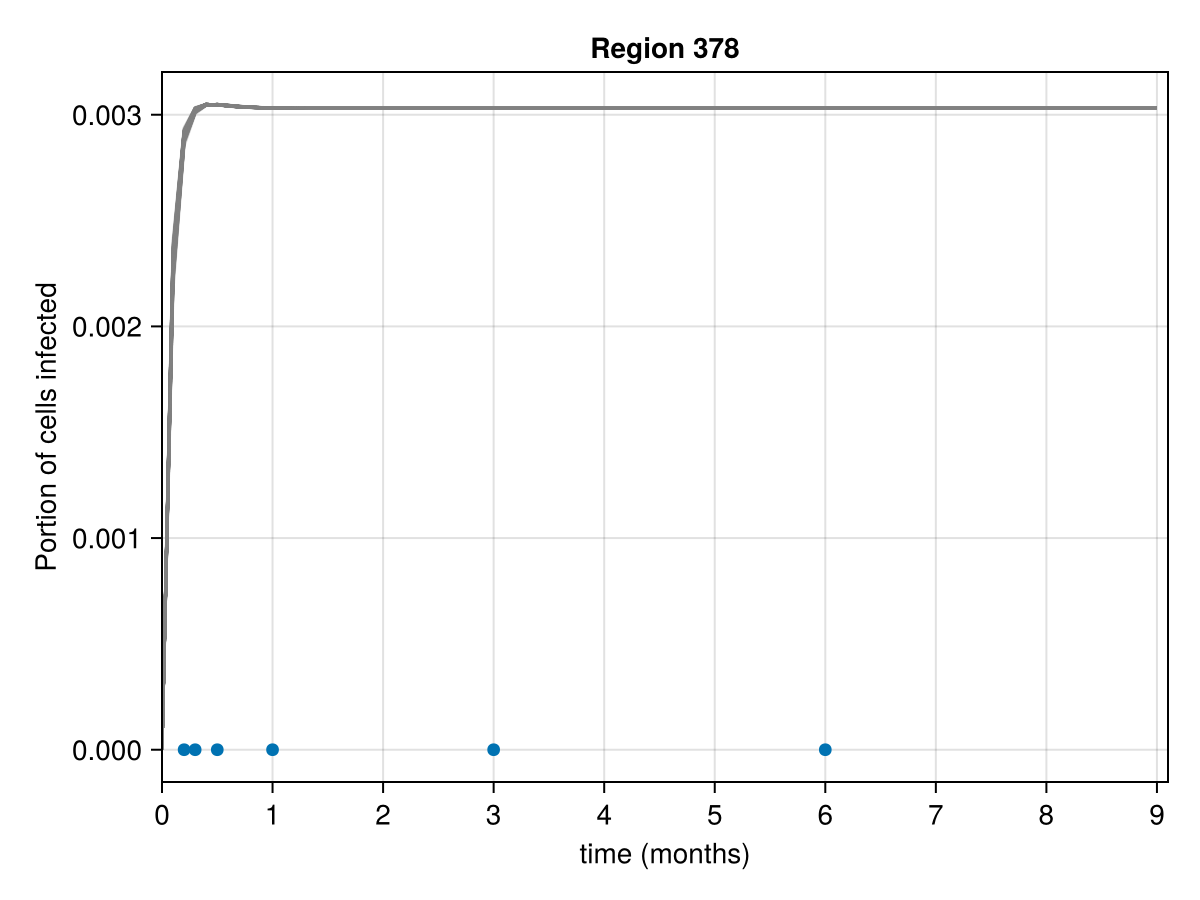 Region 378
Portion of cells infected
0.003
0.002
0.001
0.000
0 1 2 3 4 5 6 7 8 9
time (months)